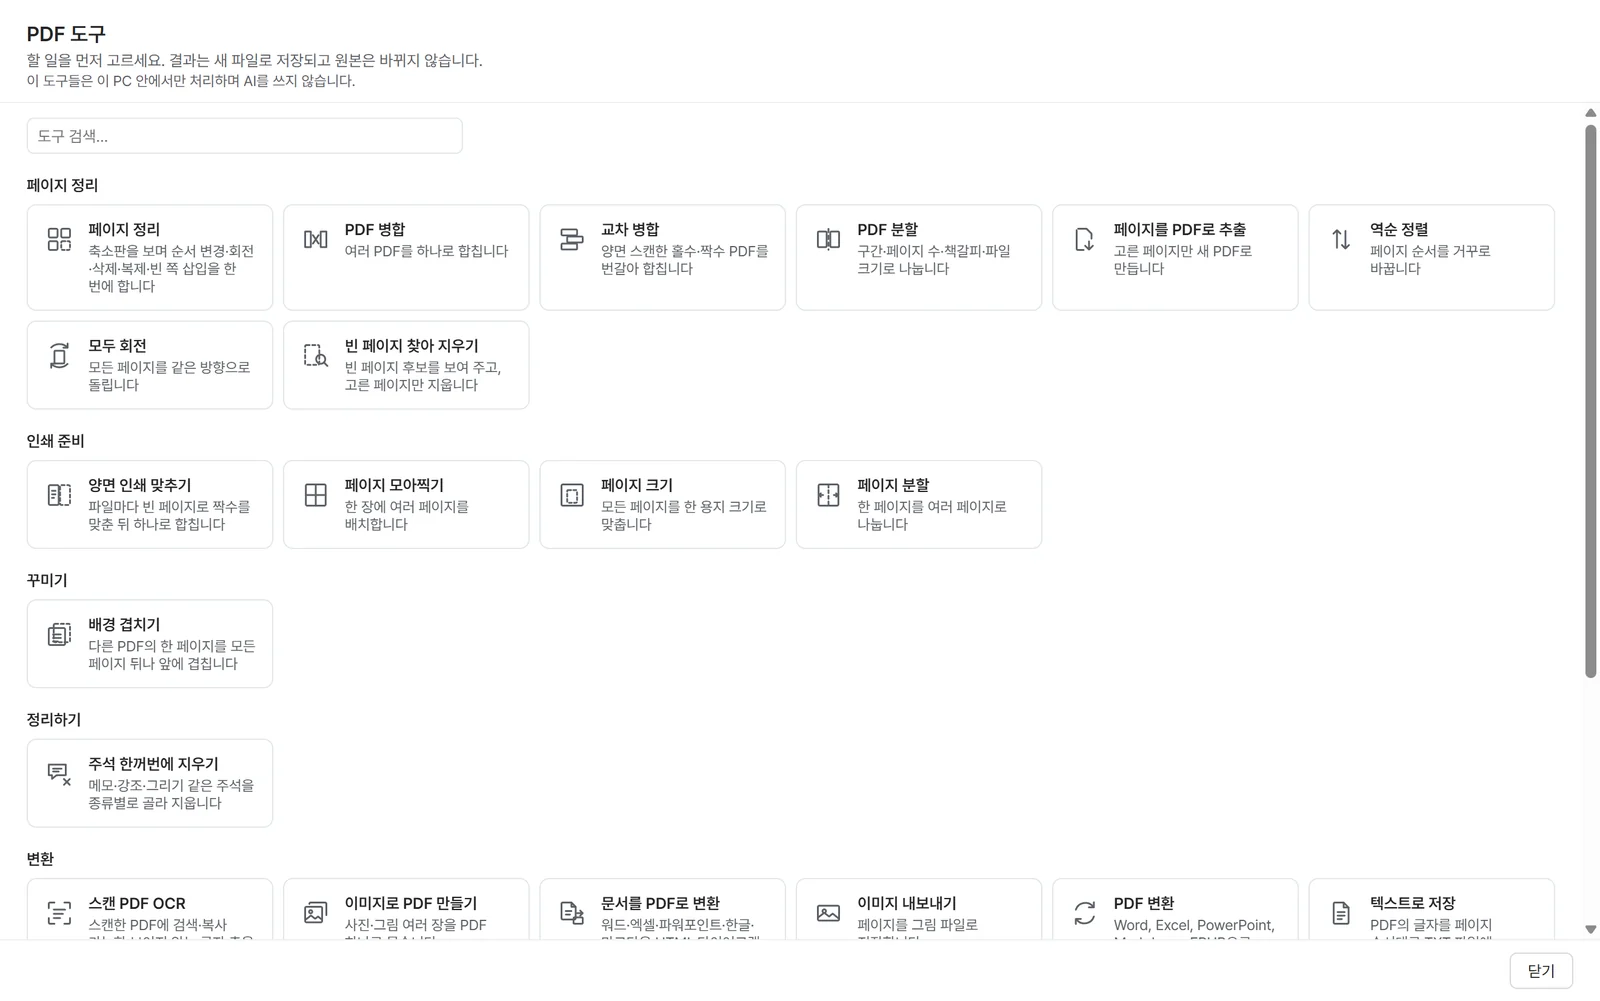 PDF 도구
할 일을 먼저 고르세요. 결과는 새 파일로 저장되고 원본은 바뀌지 않습니다.
이 도구들은 이 PC 안에서만 처리하며 AI를 쓰지 않습니다.
도구 검색...
페이지 정리
페이지 정리
축소판을 보며 순서 변경·회전
·삭제·복제·빈 쪽 삽입을 한
번에 합니다
PDF 병합
여러 PDF를 하나로 합칩니다
교차 병합
양면 스캔한 홀수·짝수 PDF를
번갈아 합칩니다
PDF 분할
구간·페이지 수·책갈피·파일
크기로 나눕니다
페이지를 PDF로 추출
고른 페이지만 새 PDF로
만듭니다
역순 정렬
페이지 순서를 거꾸로
바꿉니다
모두 회전
모든 페이지를 같은 방향으로
돌립니다
빈 페이지 찾아 지우기
빈 페이지 후보를 보여 주고,
고른 페이지만 지웁니다
인쇄 준비
양면 인쇄 맞추기
파일마다 빈 페이지로 짝수를
맞춘 뒤 하나로 합칩니다
페이지 모아찍기
한 장에 여러 페이지를
배치합니다
페이지 크기
모든 페이지를 한 용지 크기로
맞춥니다
페이지 분할
한 페이지를 여러 페이지로
나눕니다
꾸미기
배경 겹치기
다른 PDF의 한 페이지를 모든
페이지 뒤나 앞에 겹칩니다
정리하기
주석 한꺼번에 지우기
메모·강조·그리기 같은 주석을
종류별로 골라 지웁니다
변환
스캔 PDF OCR
스캔한 PDF에 검색·복사
이미지로 PDF 만들기
사진·그림 여러 장을 PDF
문서를 PDF로 변환
워드·엑셀·파워포인트·한글·
이미지 내보내기
페이지를 그림 파일로
PDF 변환
Word, Excel, PowerPoint,
텍스트로 저장
PDF의 글자를 페이지
닫기